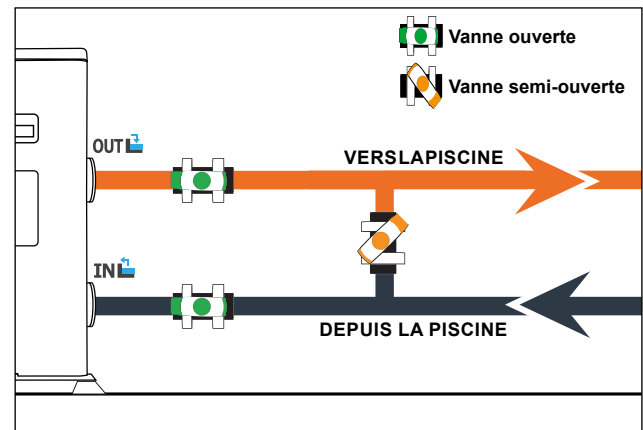 Vanne ouverte
Vanne semi-ouverte
OUT
VERSLAPISCINE
IN
DEPUIS LA PISCINE